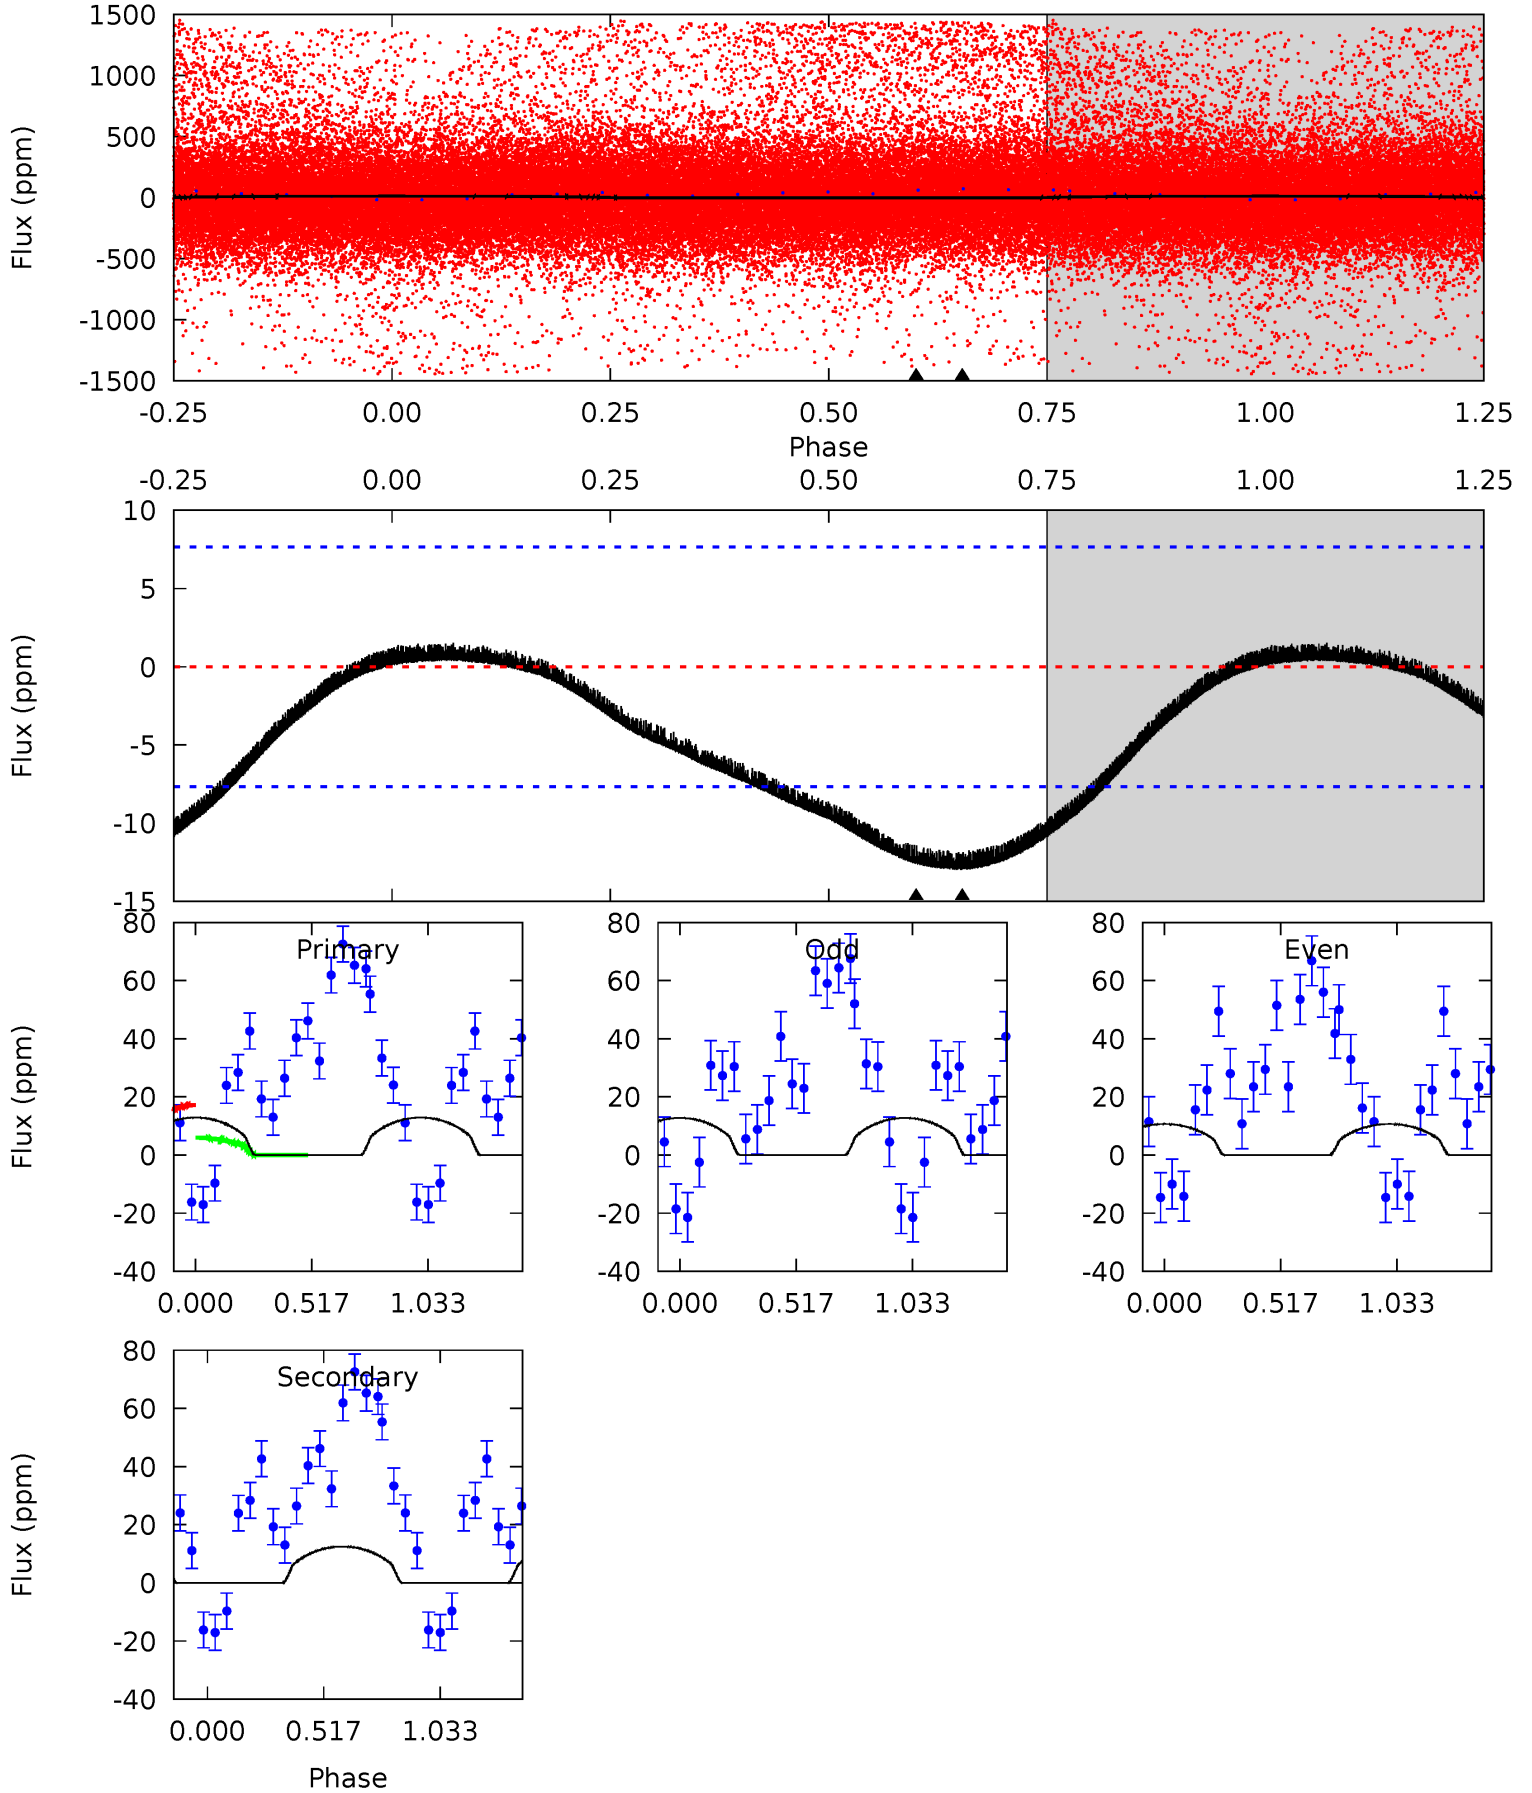 1500
1000
500
0
-500
-1000
-1500
Flux (ppm)
-0.25 0.00 0.25 0.50 0.75 1.00 1.25
Phase
-0.25 0.00 0.25 0.50 0.75 1.00 1.25
10
5
0
-5
-10
-15
Flux (ppm)
Primary Odd Even
80 80 80
60 60 60
40 40 40
20 20 20
0 0 0
-20 -20 -20
-40 -40 -40
Flux (ppm)
0.000 0.517 1.033 0.000 0.517 1.033 0.000 0.517 1.033
Secondary
80
60
40
20
0
-20
-40
Flux (ppm)
0.000 0.517 1.033
Phase